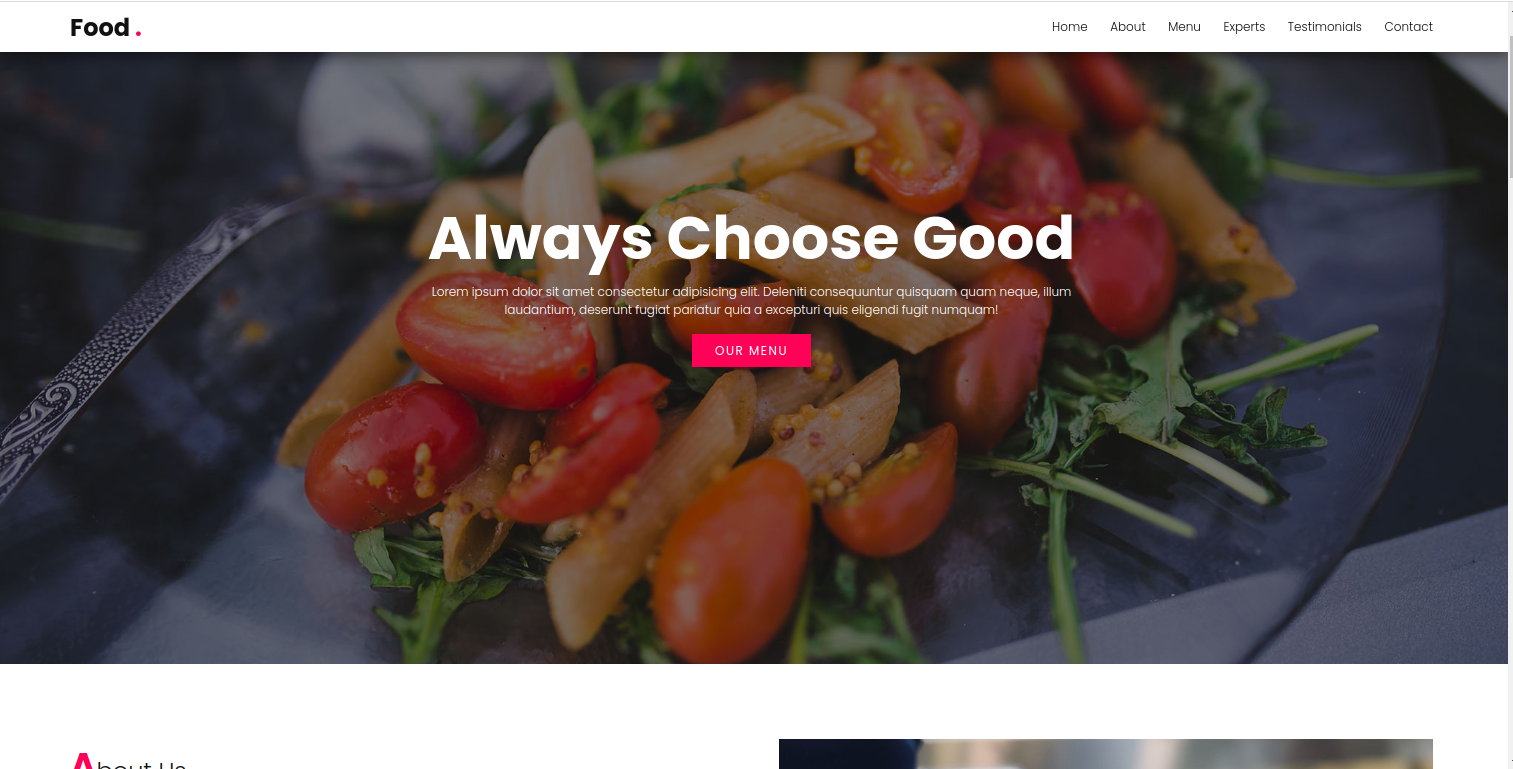 Food .
Home About Menu Experts Testimonials Contact
Always Choose Good
Lorem ipsum dolor sit amet consectetur adipisicing elit. Deleniti consequuntur quisquam quam neque, illum
laudantium, deserunt fugiat pariatur quia a excepturi quis eligendi fugit numquam!
OUR MENU
About Us